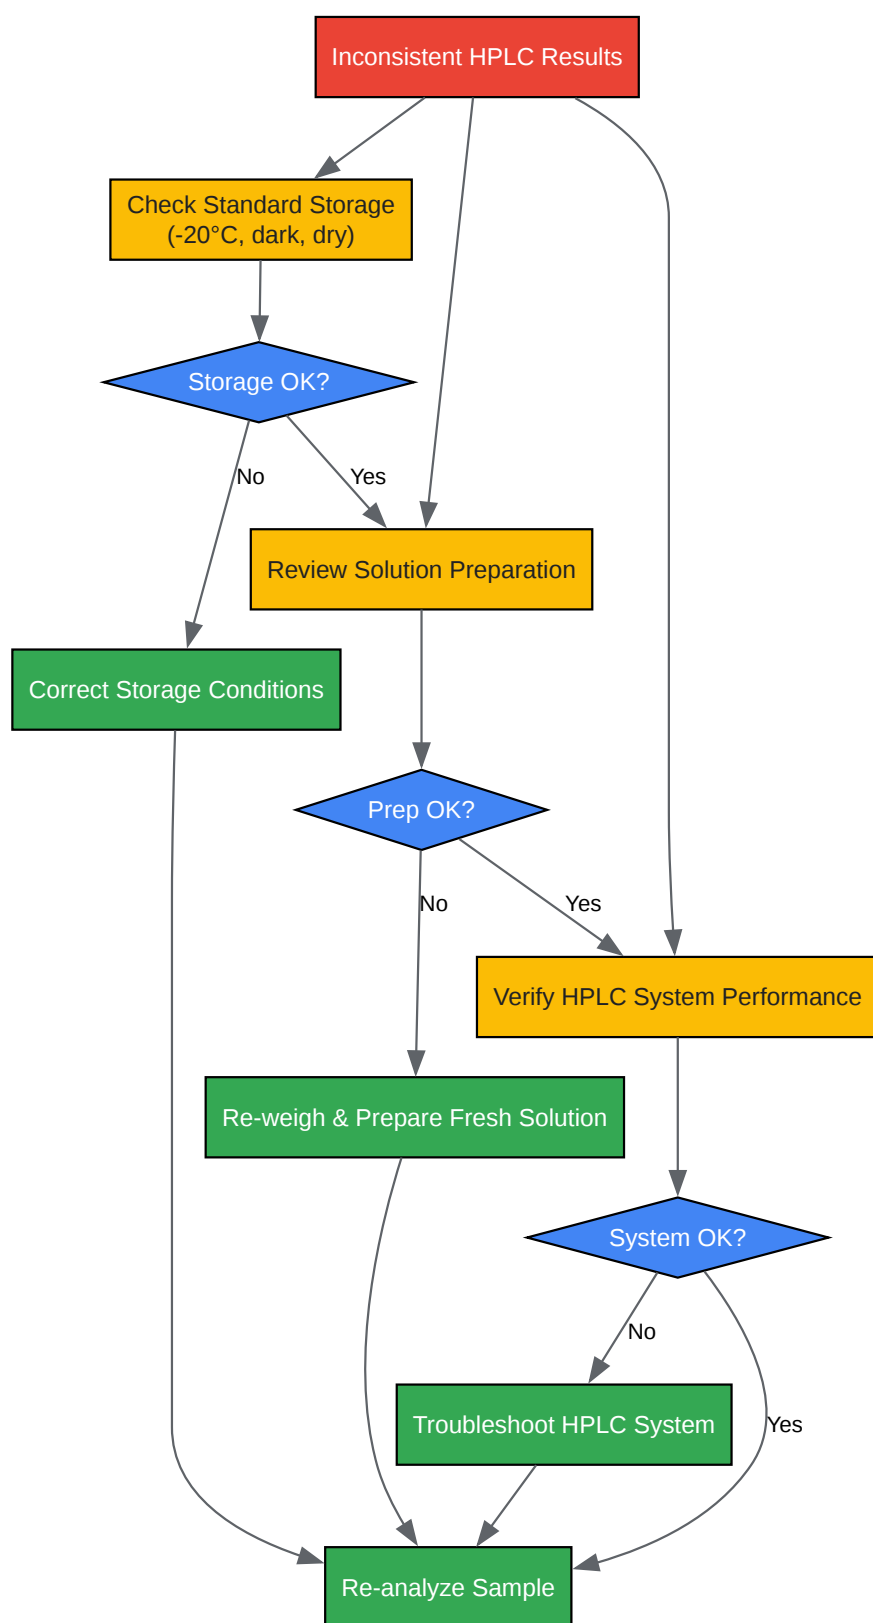 Inconsistent HPLC Results
Check Standard Storage
(-20°C, dark, dry)
Storage OK?
No
Yes
Review Solution Preparation
Correct Storage Conditions
Prep OK?
No
Yes
Verify HPLC System Performance
Re-weigh & Prepare Fresh Solution
System OK?
No
Troubleshoot HPLC System
Yes
Re-analyze Sample